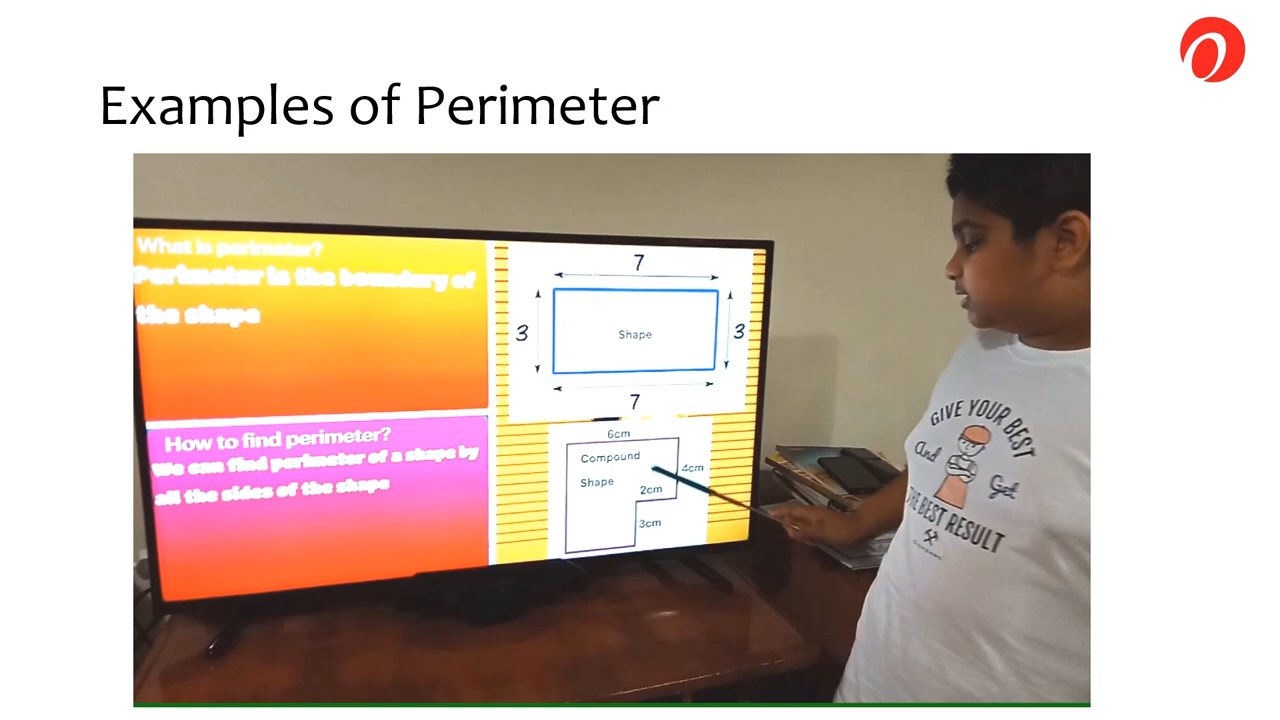 Examples of Perimeter
What is perimeter?
Perimeter is the boundary of
the shape
7
3
Shape
3
7
How to find perimeter?
We can find perimeter of a shape by
all the sides of the shape
6cm
Compound
Shape
4cm
2cm
3cm
GIVE YOUR BEST
And
Get
THE BEST RESULT